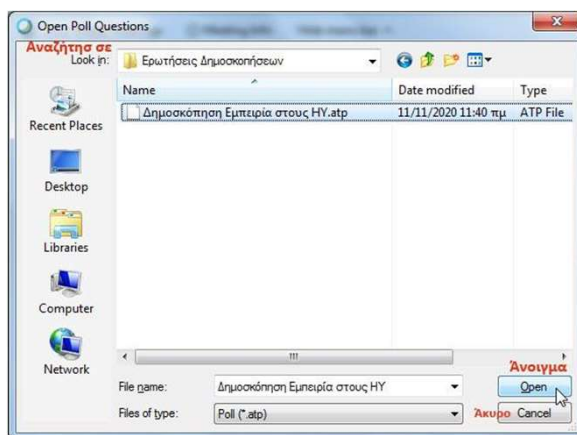 Open Poll Questions
Αναζήτησ σε
Look in:
Ερωτήσεις Δημοσκοπήσεων
Name
Date modified
Type
Δημοσκόπηση Εμπειρία στους ΗΥ.atp
11/11/2020 11:40 πμ
ATP File
Recent Places
Desktop
Libraries
Computer
Network
Άνοιγμα
File name:
Δημοσκόπηση Εμπειρία στους ΗΥ
Open
Files of type:
Poll (*.atp)
Άκυρο
Cancel